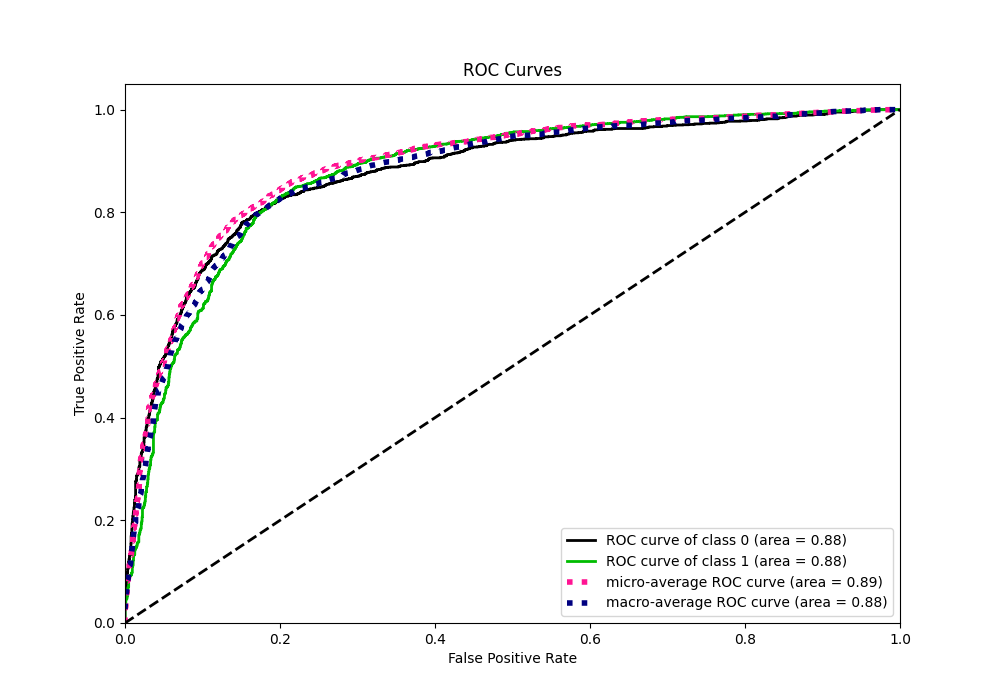 ROC Curves
True Positive Rate
1.0
0.8
0.6
0.4
0.2
0.0
0.0 0.2 0.4 0.6 0.8 1.0
False Positive Rate
ROC curve of class 0 (area = 0.88)
ROC curve of class 1 (area = 0.88)
micro-average ROC curve (area = 0.89)
macro-average ROC curve (area = 0.88)